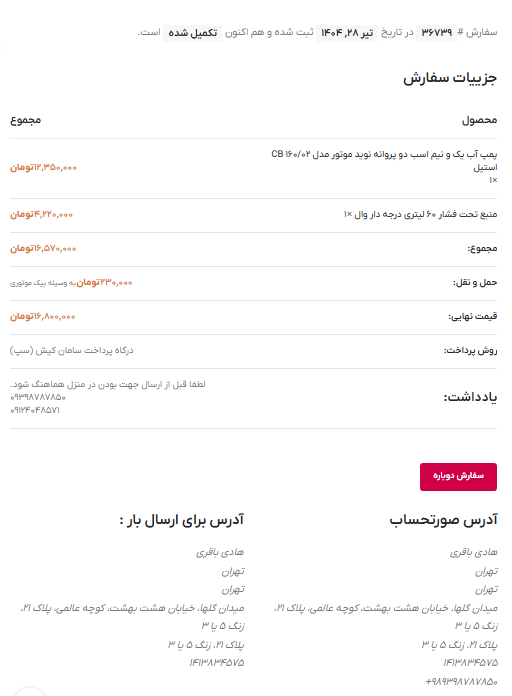 سفارش #۳۶۷۳۹ در تاریخ تیر ۲۸, ۱۴۰۴ ثبت شده و هم اکنون تکمیل شده است.
جزییات سفارش
محصول مجموع
پمپ آب یک و نیم اسب دو پروانه نوید موتور مدل CB ۱۶۰/۰۲
استیل ۱۲,۳۵۰,۰۰۰تومان
×۱
منبع تحت فشار ۶۰ لیتری درجه دار وال ×۱ ۴,۲۲۰,۰۰۰تومان
مجموع: ۱۶,۵۷۰,۰۰۰تومان
حمل و نقل: ۲۳۰,۰۰۰تومان به وسیله پیک موتوری
قیمت نهایی: ۱۶,۸۰۰,۰۰۰تومان
روش پرداخت: درگاه پرداخت سامان کیش (سپ)
یادداشت: لطفا قبل از ارسال جهت بودن در منزل هماهنگ شود.
۰۹۳۹۸۷۸۷۸۵۰
۰۹۱۲۴۰۴۸۵۷۱
سفارش دوباره
آدرس صورتحساب
هادی باقری
تهران
تهران
میدان گلها، خیابان هشت بهشت، کوچه عالمی، پلاک ۲۱،
زنگ ۵ یا ۳
پلاک ۲۱، زنگ ۵ یا ۳
۱۴۱۳۸۳۴۵۷۵
+۹۸۹۳۹۸۷۸۷۸۵۰
آدرس برای ارسال بار :
هادی باقری
تهران
تهران
میدان گلها، خیابان هشت بهشت، کوچه عالمی، پلاک ۲۱،
زنگ ۵ یا ۳
پلاک ۲۱، زنگ ۵ یا ۳
۱۴۱۳۸۳۴۵۷۵